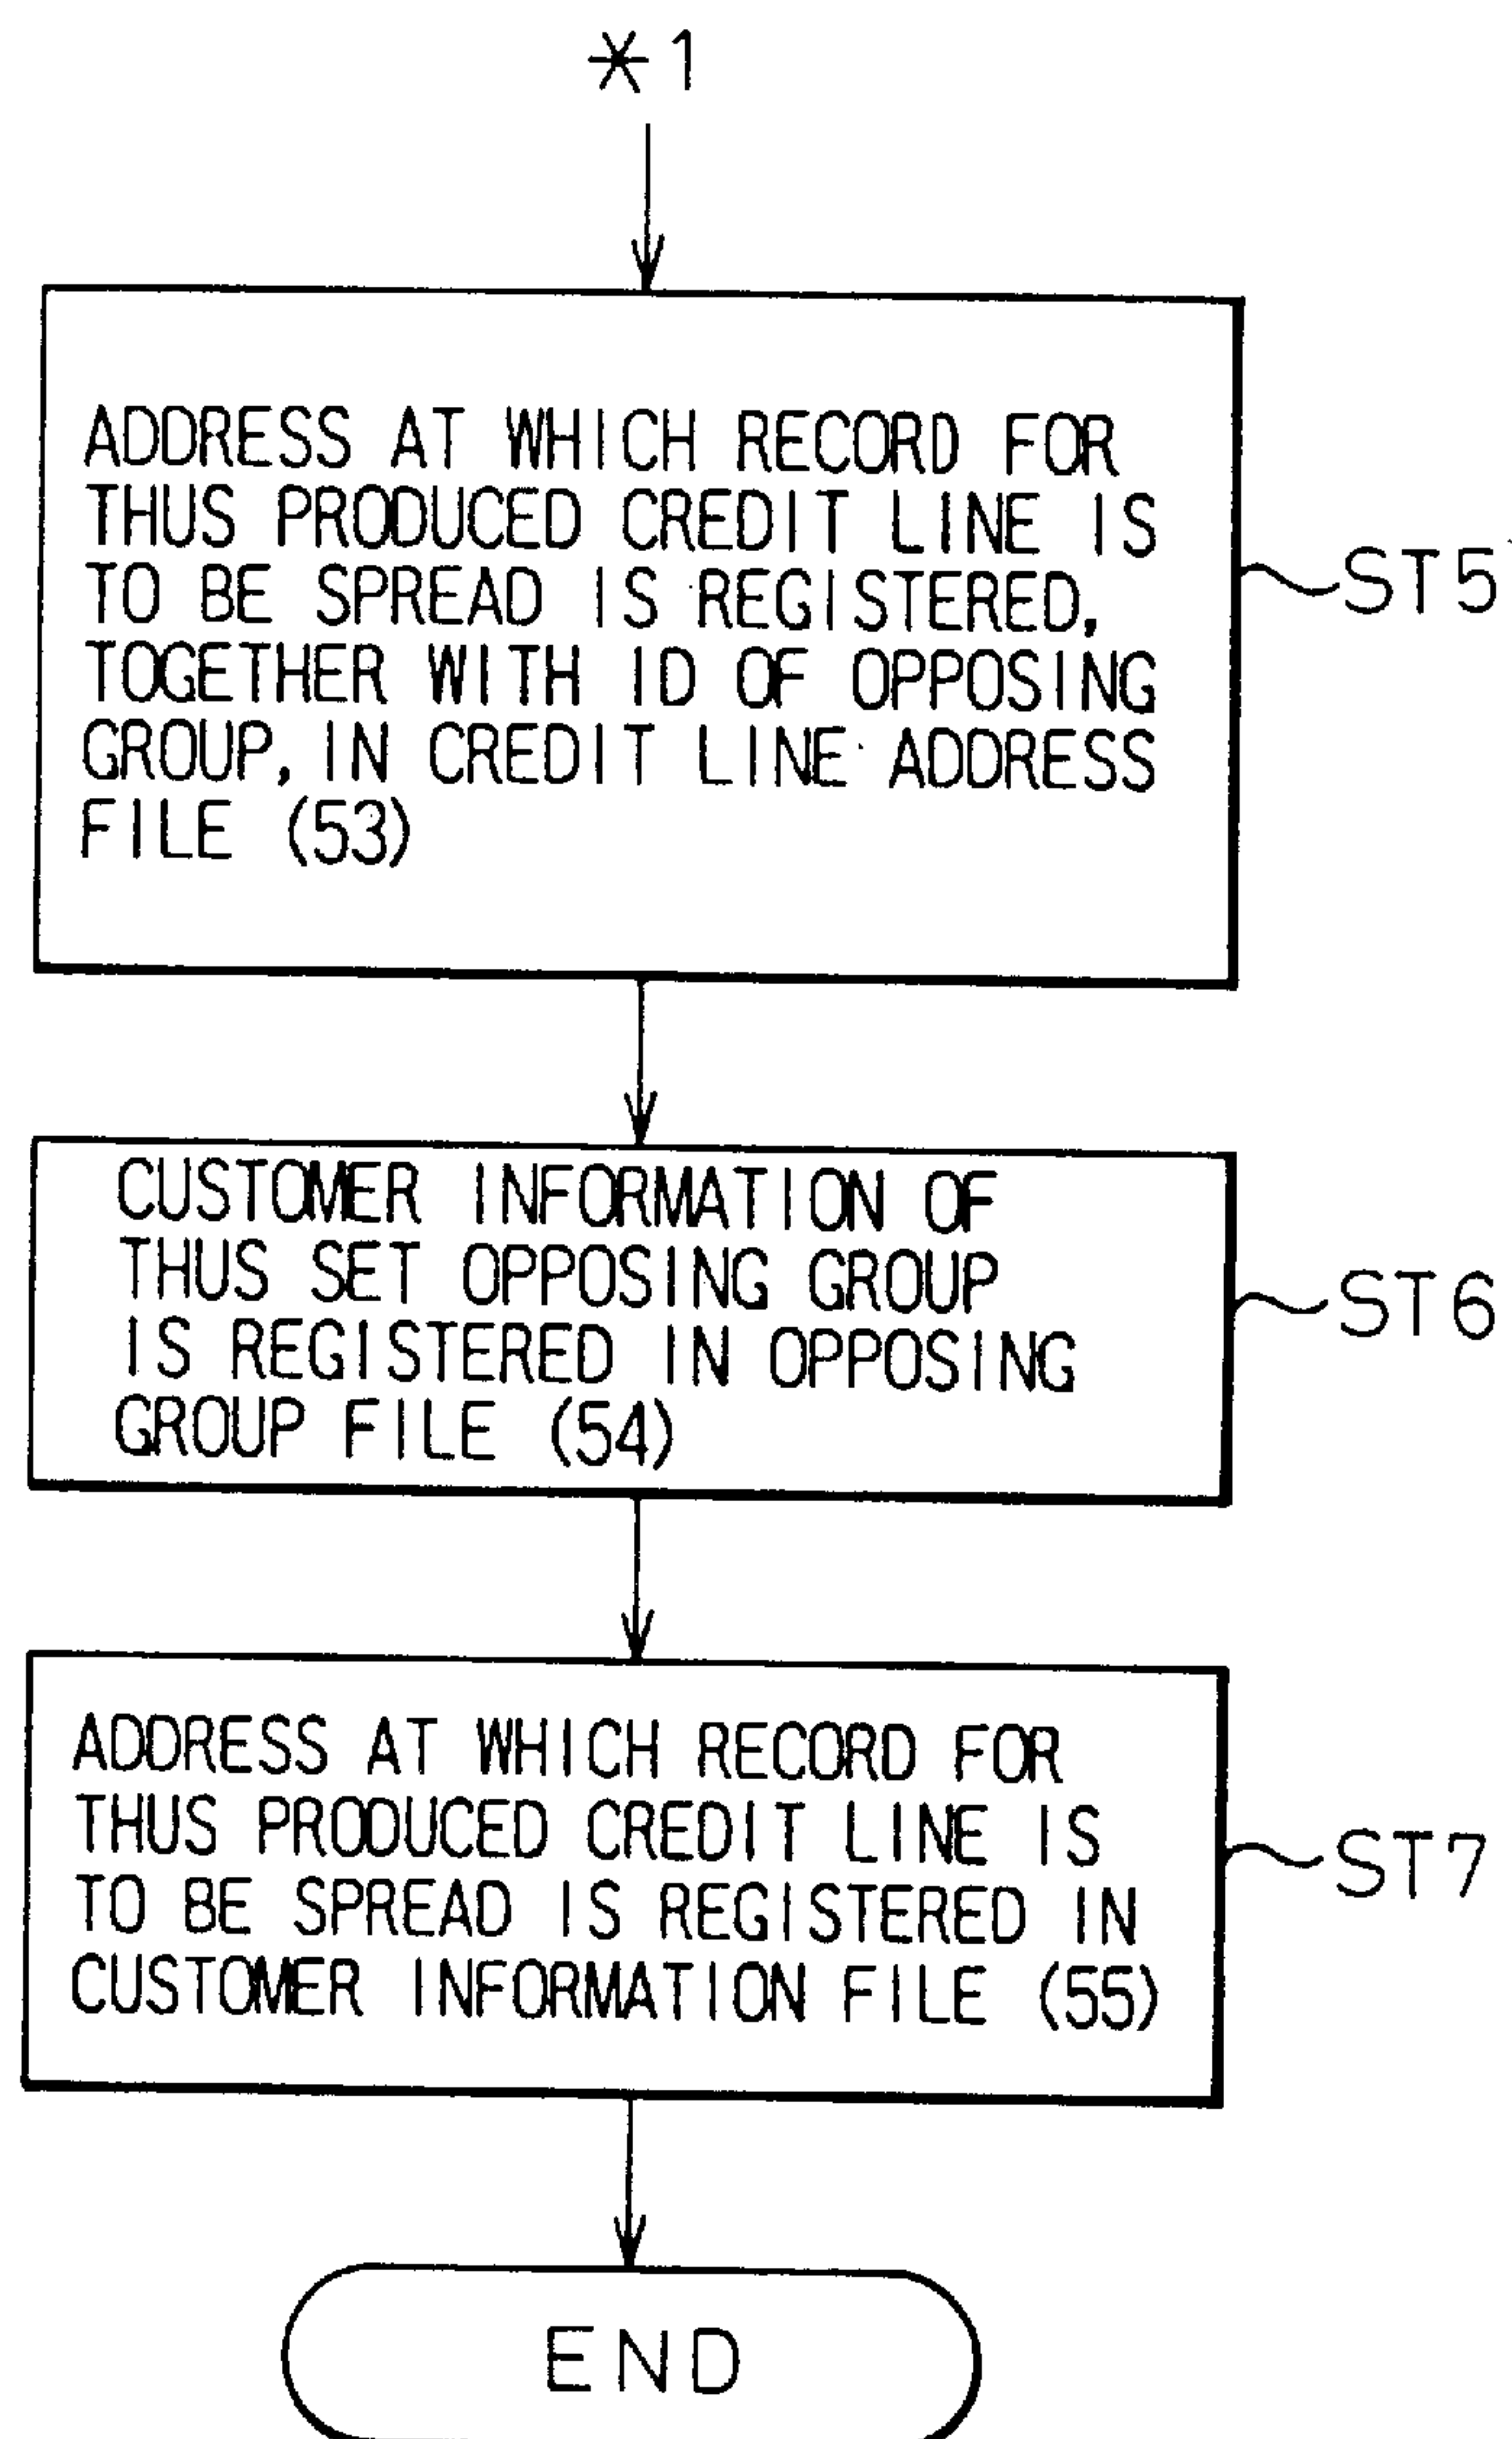 *1
ADDRESS AT WHICH RECORD FOR
THUS PRODUCED CREDIT LINE IS
TO BE SPREAD IS REGISTERED,
TOGETHER WITH ID OF OPPOSING
GROUP, IN CREDIT LINE ADDRESS
FILE (53)
ST5
CUSTOMER INFORMATION OF
THUS SET OPPOSING GROUP
IS REGISTERED IN OPPOSING
GROUP FILE (54)
ST6
ADDRESS AT WHICH RECORD FOR
THUS PRODUCED CREDIT LINE IS
TO BE SPREAD IS REGISTERED IN
CUSTOMER INFORMATION FILE (55)
ST7
END